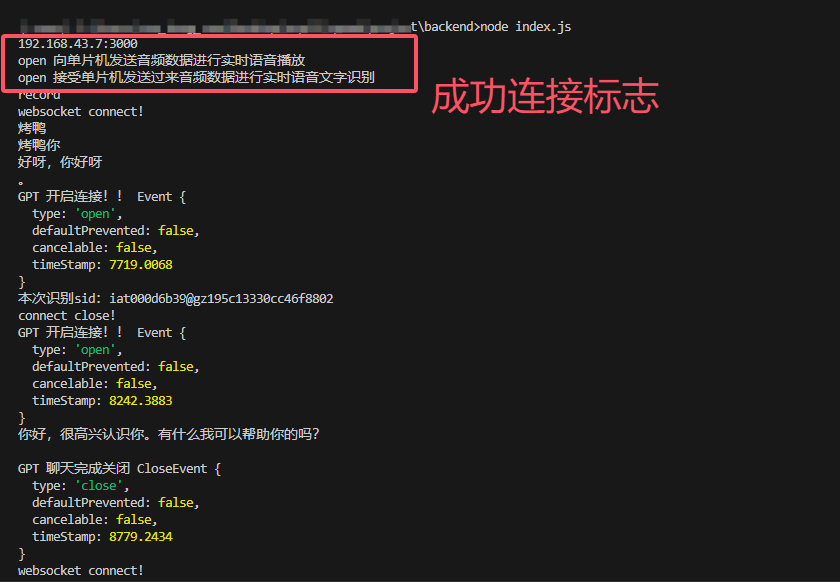 t\backend>node index.js
192.168.43.7:3000
open 向单片机发送音频数据进行实时语音播放
open 接受单片机发送过来音频数据进行实时语音文字识别
成功连接标志
record
websocket connect!
烤鸭
烤鸭你
好呀，你好呀
。
GPT 开启连接！！ Event {
  type: 'open',
  defaultPrevented: false,
  cancelable: false,
  timeStamp: 7719.0068
}
本次识别sid：iat000d6b39@gz195c13330cc46f8802
connect close!
GPT 开启连接！！ Event {
  type: 'open',
  defaultPrevented: false,
  cancelable: false,
  timeStamp: 8242.3883
}
你好，很高兴认识你。有什么我可以帮助你的吗？
GPT 聊天完成关闭 CloseEvent {
  type: 'close',
  defaultPrevented: false,
  cancelable: false,
  timeStamp: 8779.2434
}
websocket connect!